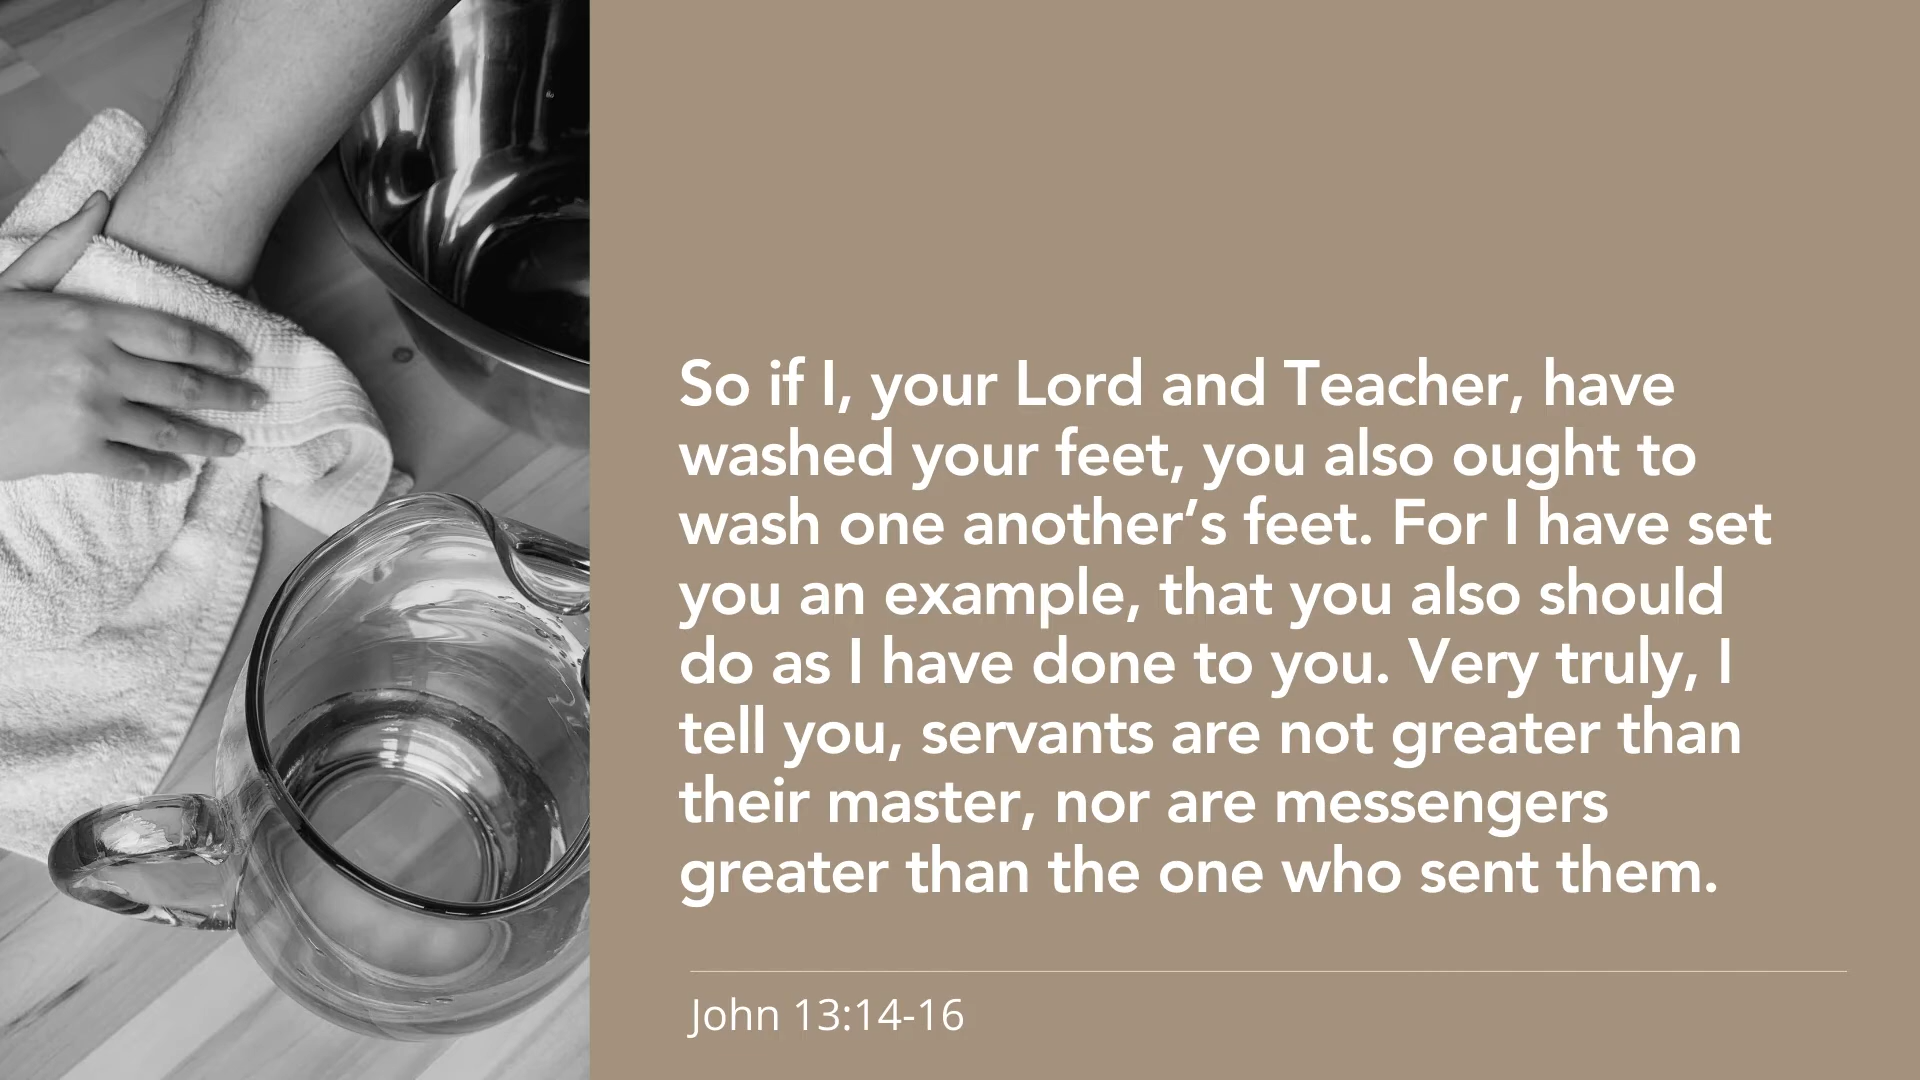 So if I, your Lord and Teacher, have
washed your feet, you also ought to
wash one another’s feet. For I have set
you an example, that you also should
do as I have done to you. Very truly, I
tell you, servants are not greater than
their master, nor are messengers
greater than the one who sent them.
John 13:14-16